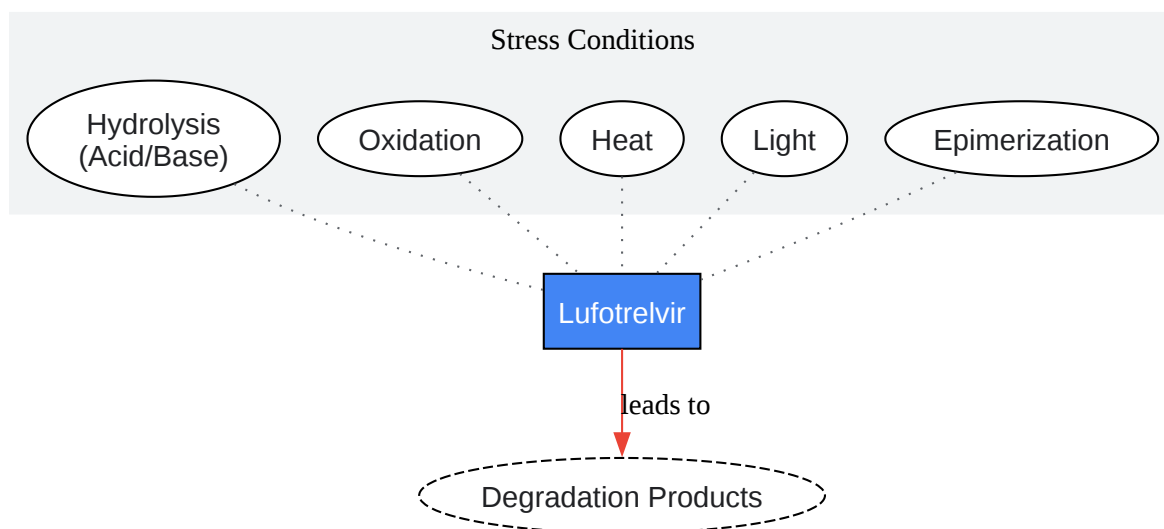 Stress Conditions
Hydrolysis
(Acid/Base)
Oxidation
Heat
Light
Epimerization
Lufotrelvir
leads to
Degradation Products